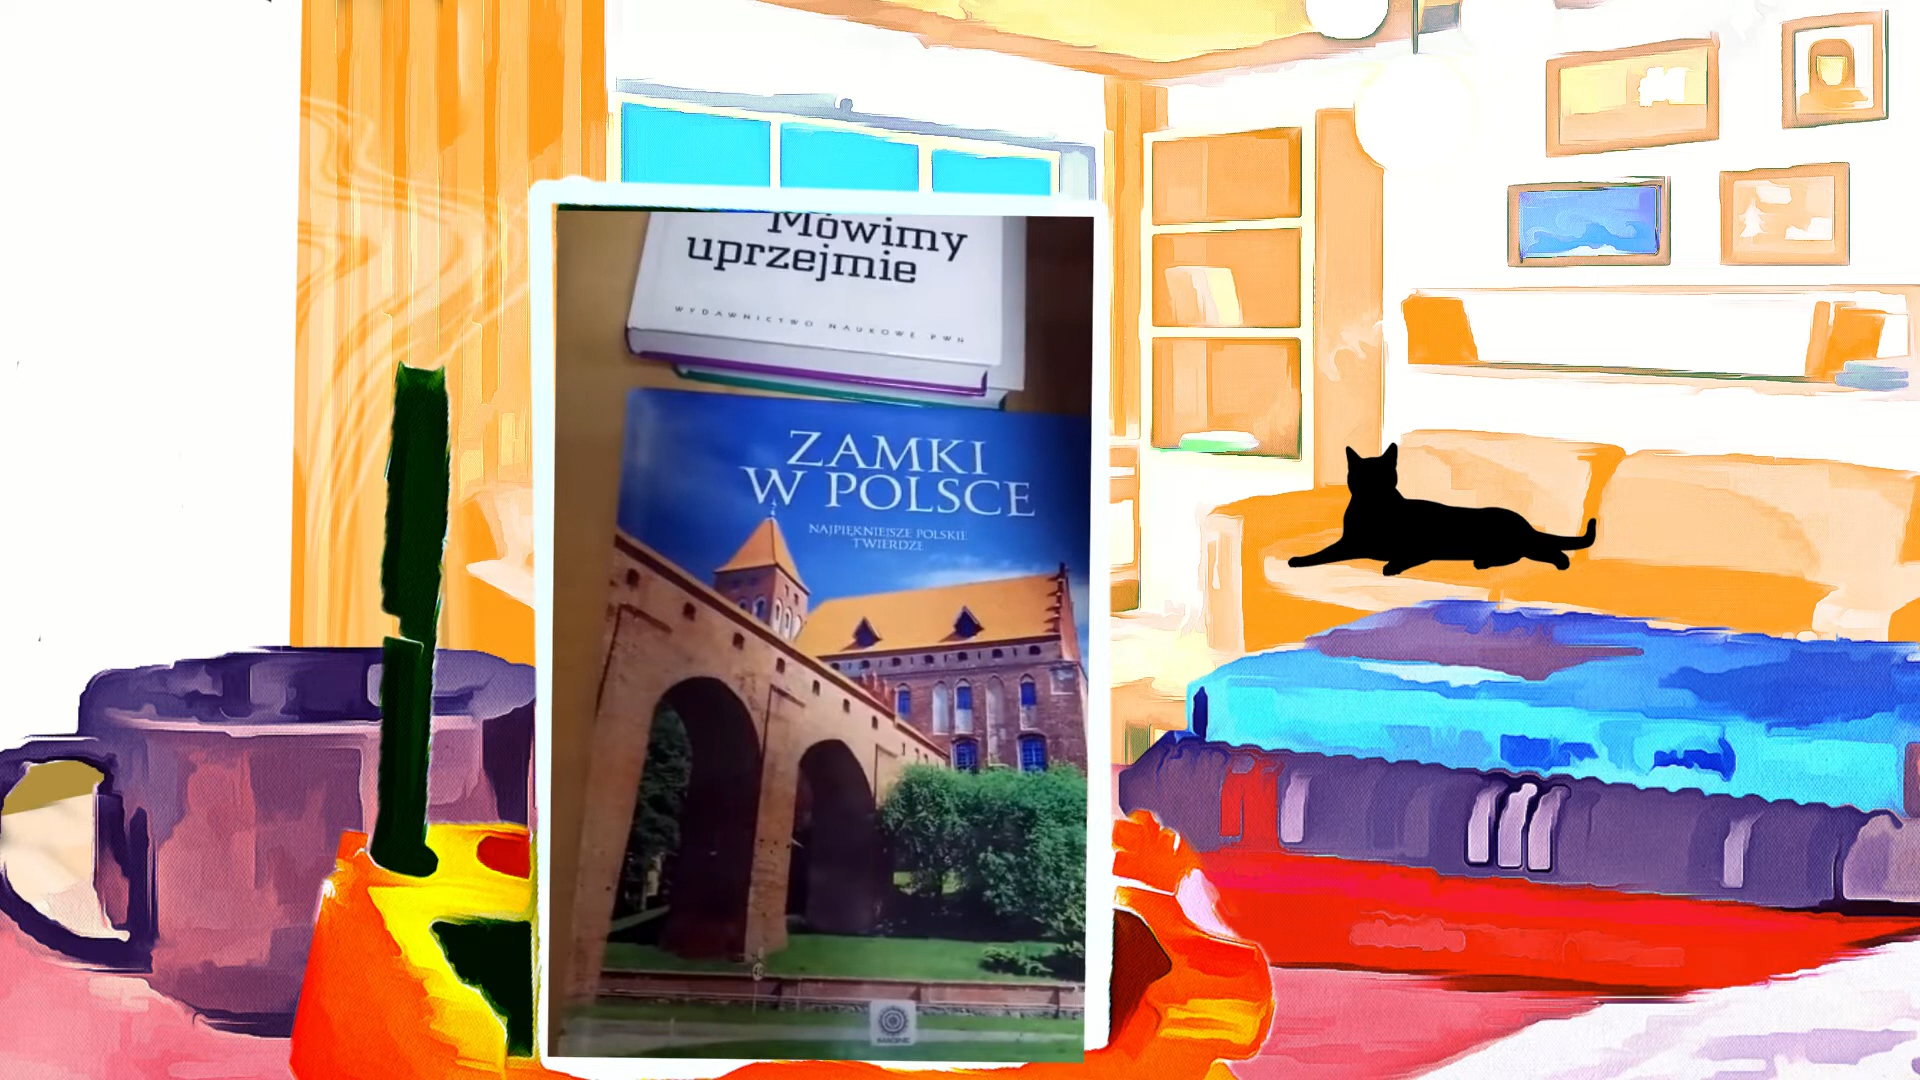 Mówimy
uprzejmie
WYDAWNICTWO NAUKOWE PWN
ZAMKI
W POLSCE
NAJPIĘKNIEJSZE POLSKIE
TWIERDZE